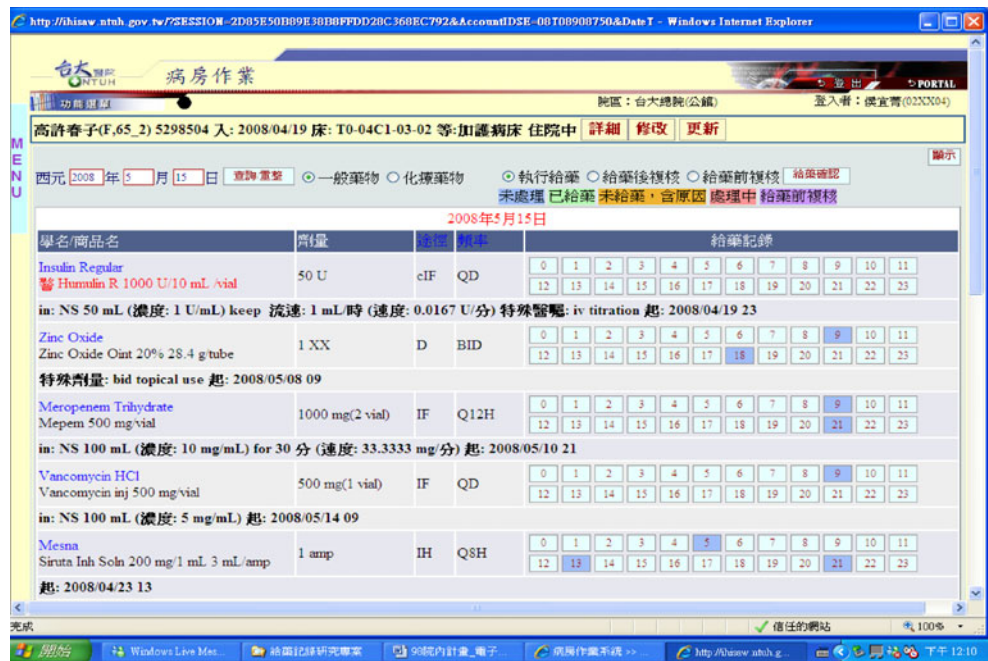 http://ihisaw.ntuh.gov.tw/?SESSION=2D85E50B89E38B8FFDD28C368EC792&AccountIDSE=08T08908750&DateT - Windows Internet Explorer
台大醫院 NTUH 病房作業 登出 PORTAL
功能選單 院區:台大總院(公館) 登入者:侯宜菁(02XX04)
高許春子(F,65_2) 5298504 入: 2008/04/19 床: T0-04C1-03-02 等:加護病床 住院中 詳細 修改 更新
MENU
顯示
西元 2008 年 5 月 15 日 查詢/重整 一般藥物 化療藥物 執行給藥 給藥後複核 給藥前複核 給藥確認
未處理 已給藥 未給藥,含原因 處理中 給藥前複核
2008年5月15日
學名/商品名 劑量 途徑 頻率 給藥記錄
Insulin Regular
醫 Humulin R 1000 U/10 mL /vial 50 U cIF QD
0 1 2 3 4 5 6 7 8 9 10 11
12 13 14 15 16 17 18 19 20 21 22 23
in: NS 50 mL (濃度: 1 U/mL) keep 流速: 1 mL/時 (速度: 0.0167 U/分) 特殊醫囑: iv titration 起: 2008/04/19 23
Zinc Oxide
Zinc Oxide Oint 20% 28.4 g/tube 1 XX D BID
0 1 2 3 4 5 6 7 8 9 10 11
12 13 14 15 16 17 18 19 20 21 22 23
特殊劑量: bid topical use 起: 2008/05/08 09
Meropenem Trihydrate
Mepem 500 mg/vial 1000 mg(2 vial) IF Q12H
0 1 2 3 4 5 6 7 8 9 10 11
12 13 14 15 16 17 18 19 20 21 22 23
in: NS 100 mL (濃度: 10 mg/mL) for 30 分 (速度: 33.3333 mg/分) 起: 2008/05/10 21
Vancomycin HCl
Vancomycin inj 500 mg/vial 500 mg(1 vial) IF QD
0 1 2 3 4 5 6 7 8 9 10 11
12 13 14 15 16 17 18 19 20 21 22 23
in: NS 100 mL (濃度: 5 mg/mL) 起: 2008/05/14 09
Mesna
Siruta Inh Soln 200 mg/1 mL 3 mL/amp 1 amp IH Q8H
0 1 2 3 4 5 6 7 8 9 10 11
12 13 14 15 16 17 18 19 20 21 22 23
起: 2008/04/23 13
完成 信任的網站 100%
開始 Windows Live Mes... 給藥記錄研究專案 98院內計畫_電子... 病房作業系統 >> ... http://ihisaw.ntuh.g... 下午 12:10